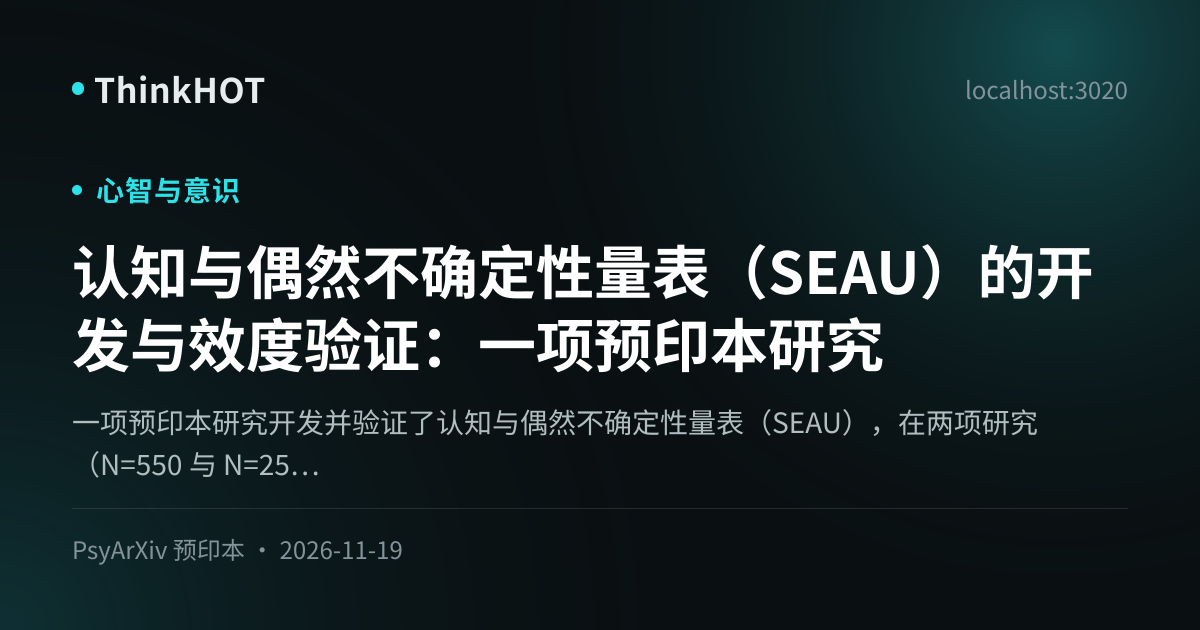 ThinkHOT
localhost:3020
心智与意识
认知与偶然不确定性量表（SEAU）的开
发与效度验证：一项预印本研究
一项预印本研究开发并验证了认知与偶然不确定性量表（SEAU），在两项研究
（N=550 与 N=25…
PsyArXiv 预印本 · 2026-11-19